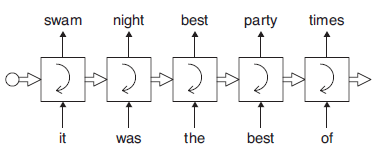 swam night best party times
it was the best of